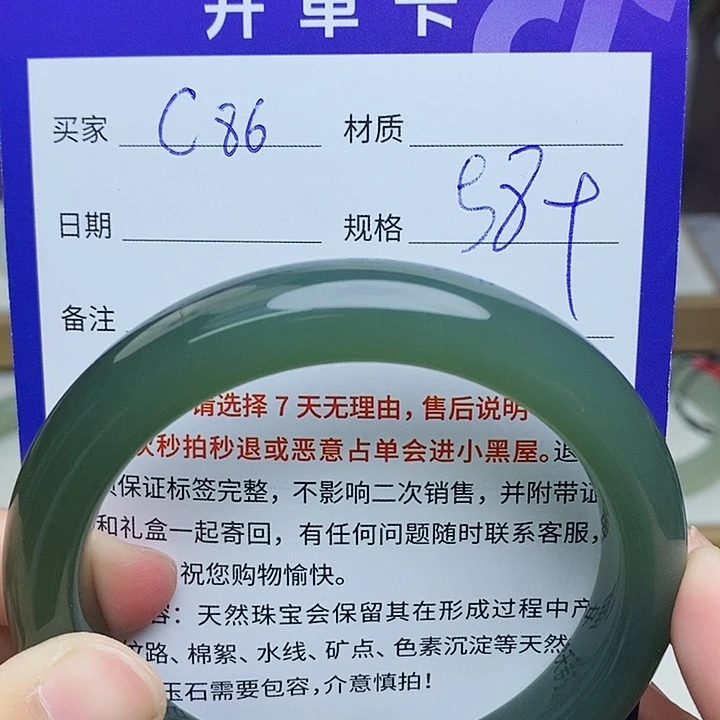 开单卡
买家 C86 材质
日期 规格 58+
备注
请选择7天无理由，售后说明
秒拍秒退或恶意占单会进小黑屋。退
保证标签完整，不影响二次销售，并附带证
和礼盒一起寄回，有任何问题随时联系客服，
祝您购物愉快。
容：天然珠宝会保留其在形成过程中产
纹路、棉絮、水线、矿点、色素沉淀等天然
玉石需要包容，介意慎拍！